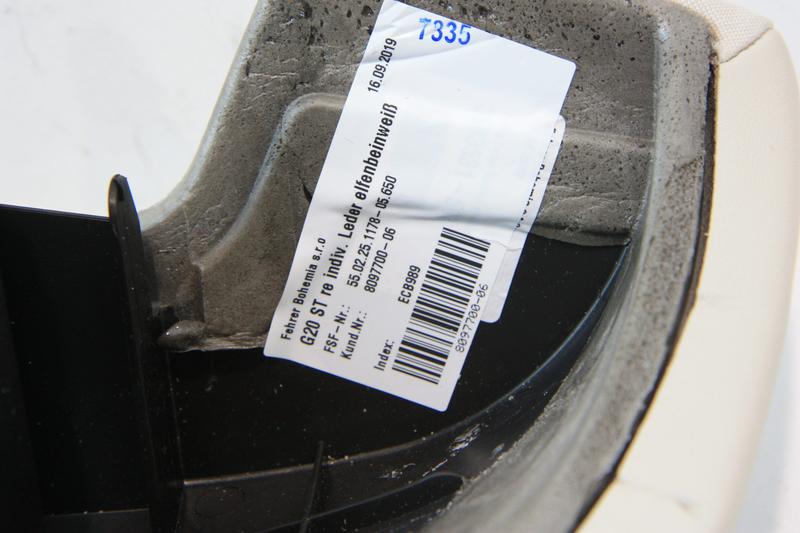 7335
Fehrer Bohemia s.r.o 16.09.2019
G20 ST re indiv. Leder elfenbeinweiß
FSF-Nr.: 55.02.25.1178-05.650
Kund.Nr.: 8097700-06
Index: EC8989
8097700-06